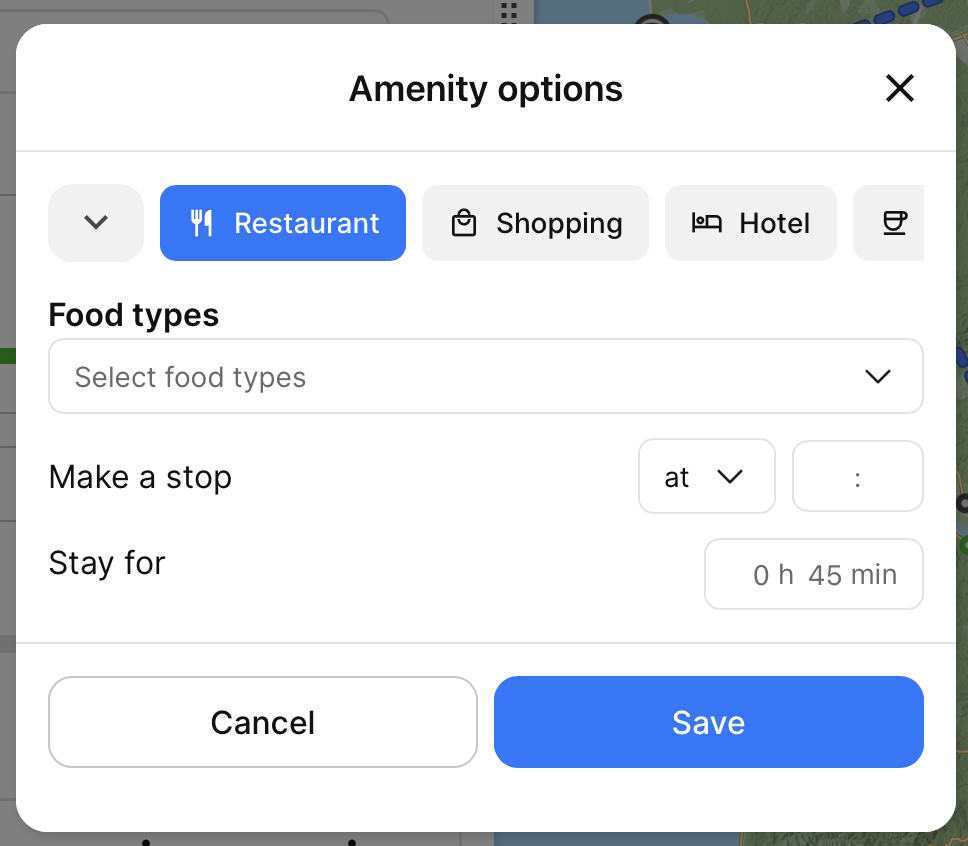 Amenity options
Restaurant Shopping Hotel
Food types
Select food types
Make a stop at :
Stay for 0 h 45 min
Cancel Save